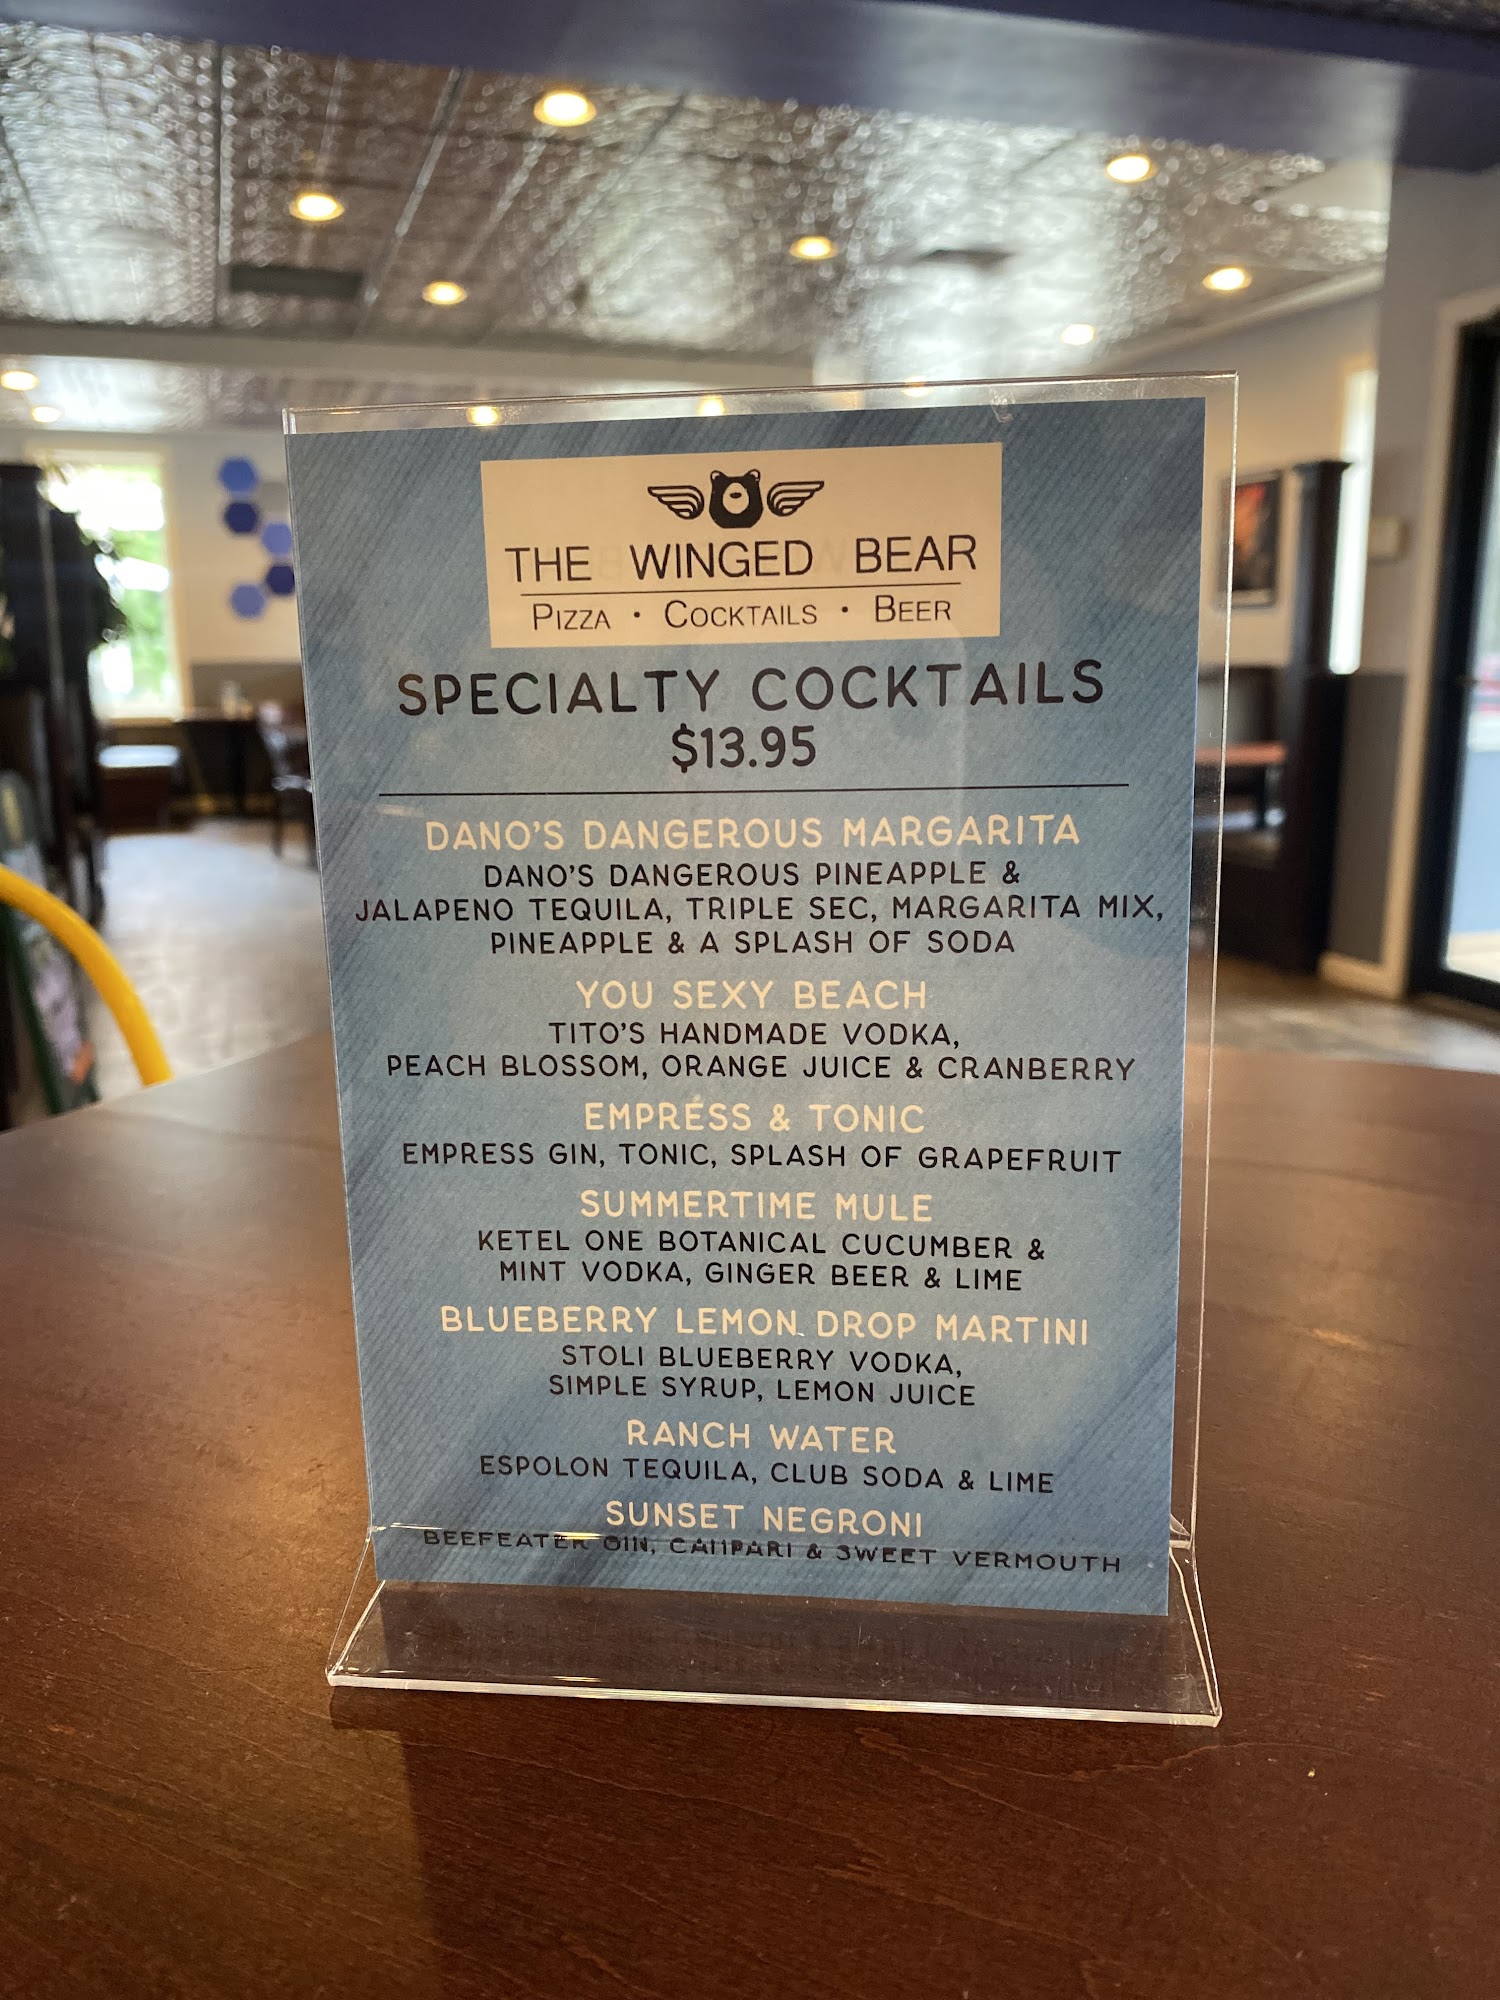 THE WINGED BEAR
PIZZA • COCKTAILS • BEER
SPECIALTY COCKTAILS
$13.95
DANO'S DANGEROUS MARGARITA
DANO'S DANGEROUS PINEAPPLE &
JALAPENO TEQUILA, TRIPLE SEC, MARGARITA MIX,
PINEAPPLE & A SPLASH OF SODA
YOU SEXY BEACH
TITO'S HANDMADE VODKA,
PEACH BLOSSOM, ORANGE JUICE & CRANBERRY
EMPRESS & TONIC
EMPRESS GIN, TONIC, SPLASH OF GRAPEFRUIT
SUMMERTIME MULE
KETEL ONE BOTANICAL CUCUMBER &
MINT VODKA, GINGER BEER & LIME
BLUEBERRY LEMON DROP MARTINI
STOLI BLUEBERRY VODKA,
SIMPLE SYRUP, LEMON JUICE
RANCH WATER
ESPOLON TEQUILA, CLUB SODA & LIME
SUNSET NEGRONI
BEEFEATER GIN, CAMPARI & SWEET VERMOUTH